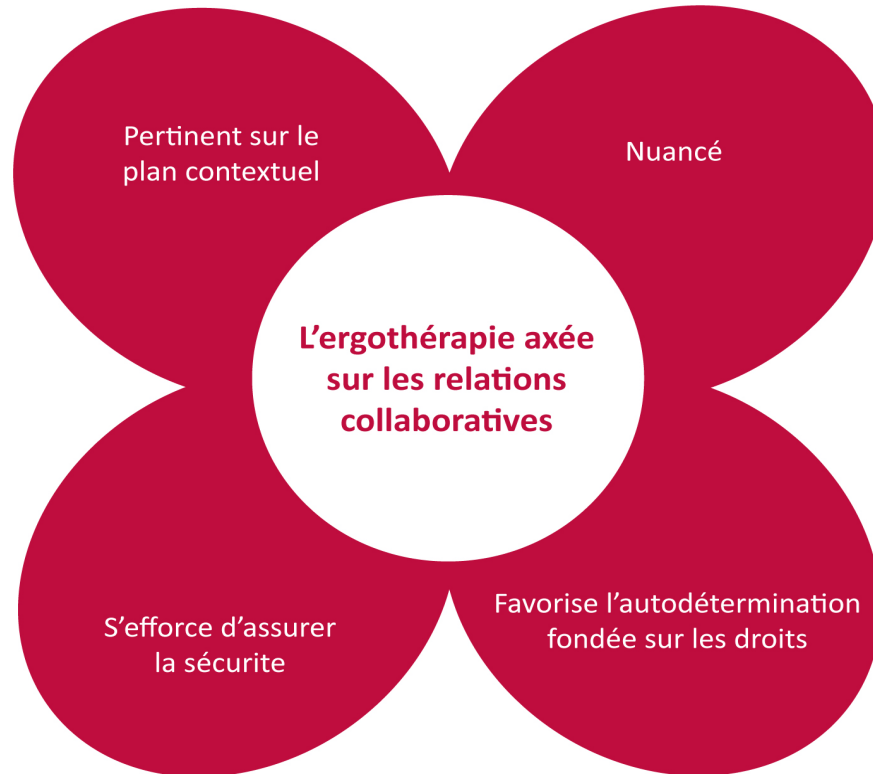 Pertinent sur le
plan contextuel
Nuancé
L'ergothérapie axée
sur les relations
collaboratives
S'efforce d'assurer
la sécurite
Favorise l'autodétermination
fondée sur les droits